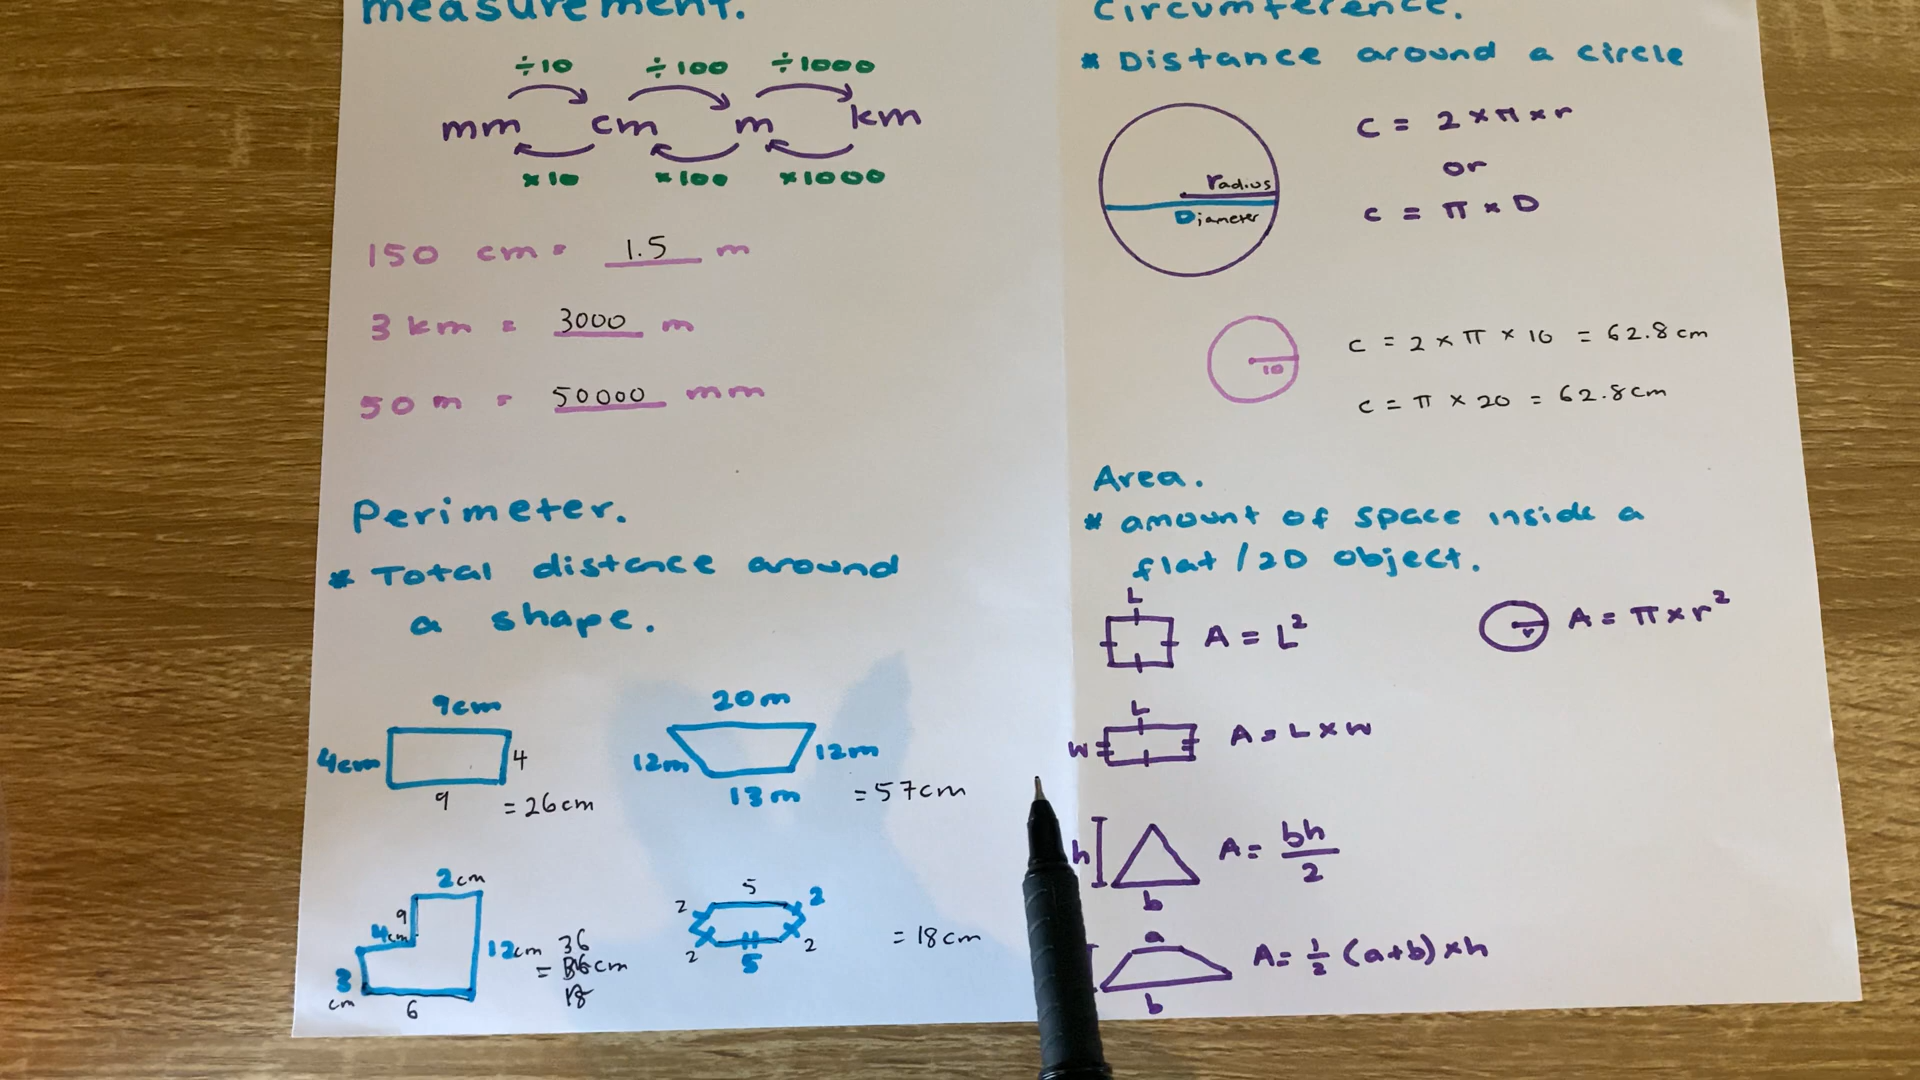 measurement.
÷10 ÷100 ÷1000
mm cm m km
×10 ×100 ×1000
150 cm = 1.5 m
3 km = 3000 m
50 m = 50000 mm
Perimeter.
* Total distance around
a shape.
9cm
4cm 4
9 = 26cm
20m
12m 12m
13m = 57cm
2cm
9
4cm
12cm 36
3 cm = cm
6 18
5
2 2
2 2
5
= 18cm
Circumference.
* Distance around a circle
radius
Diameter
C = 2 × π × r
or
C = π × D
10
C = 2 × π × 10 = 62.8cm
C = π × 20 = 62.8cm
Area.
* amount of space inside a
flat / 2D object.
L
A = L²
r A = π × r²
L
W A = L × W
h A = bh/2
b
a
A = ½ (a+b) × h
b